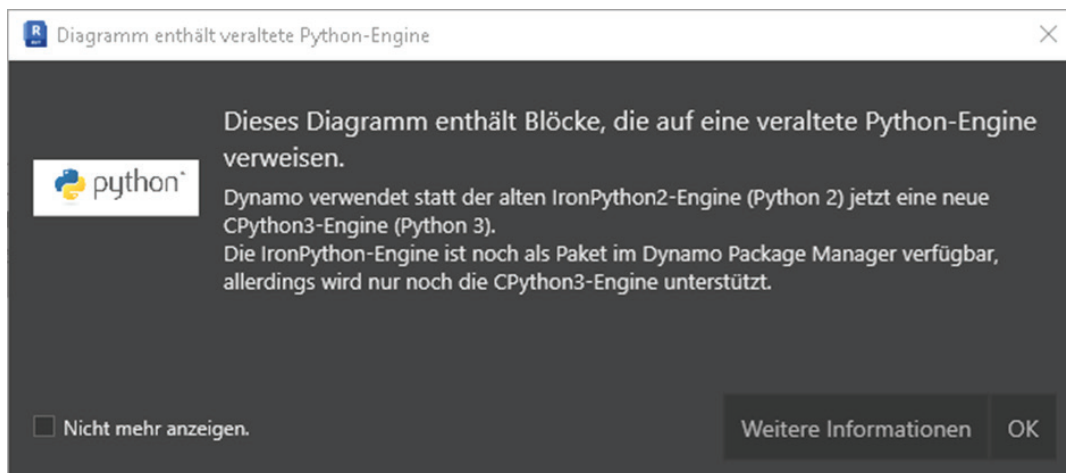 Diagramm enthält veraltete Python-Engine
Dieses Diagramm enthält Blöcke, die auf eine veraltete Python-Engine
verweisen.
python
Dynamo verwendet statt der alten IronPython2-Engine (Python 2) jetzt eine neue
CPython3-Engine (Python 3).
Die IronPython-Engine ist noch als Paket im Dynamo Package Manager verfügbar,
allerdings wird nur noch die CPython3-Engine unterstützt.
Nicht mehr anzeigen.
Weitere Informationen
OK